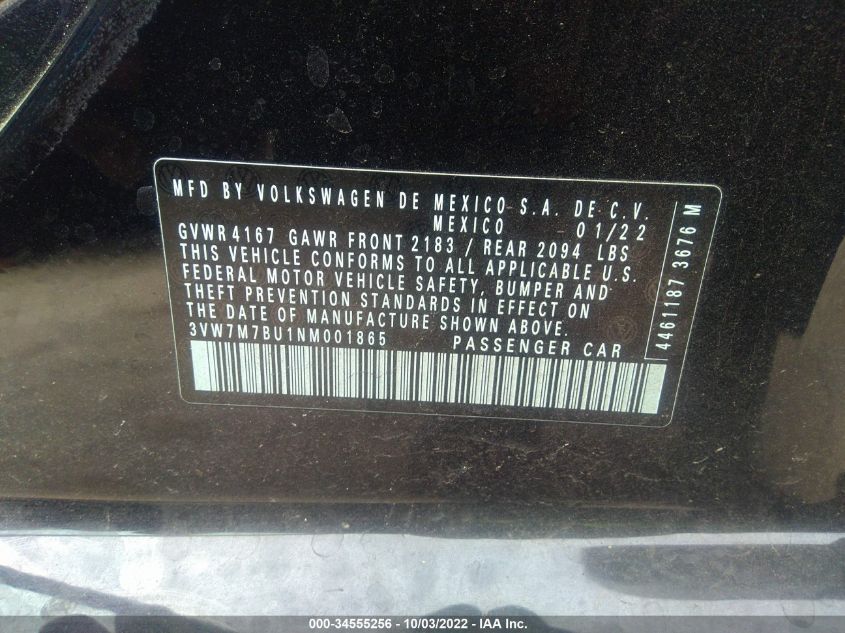 MFD BY VOLKSWAGEN DE MEXICO S.A. DE C.V.
MEXICO 01/22
GVWR 4167 GAWR FRONT 2183 / REAR 2094 LBS
THIS VEHICLE CONFORMS TO ALL APPLICABLE U.S.
FEDERAL MOTOR VEHICLE SAFETY, BUMPER AND
THEFT PREVENTION STANDARDS IN EFFECT ON
THE DATE OF MANUFACTURE SHOWN ABOVE.
3VW7M7BU1NM001865 PASSENGER CAR
4461187 3676 M
000-34555256 - 10/03/2022 - IAA Inc.